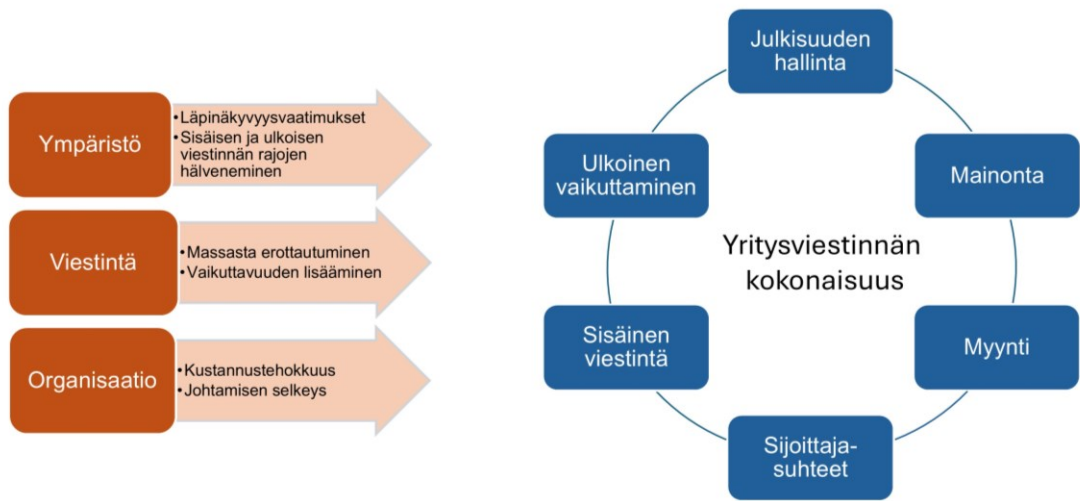 Ympäristö
•Läpinäkyvyysvaatimukset
•Sisäisen ja ulkoisen
viestinnän rajojen
hälveneminen
Viestintä
•Massasta erottautuminen
•Vaikuttavuuden lisääminen
Organisaatio
•Kustannustehokkuus
•Johtamisen selkeys
Julkisuuden
hallinta
Mainonta
Myynti
Sijoittaja-
suhteet
Sisäinen
viestintä
Ulkoinen
vaikuttaminen
Yritysviestinnän
kokonaisuus